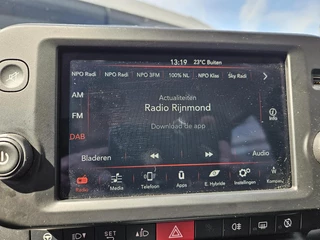 13:19 23°C Buiten
NPO Radi NPO Radi NPO 3FM 100% NL NPO Klas Sky Radi
Actualiteiten
AM
Radio Rijnmond
FM
Info
Download de app
DAB
Bladeren Audio
Radio Media Telefoon Apps E. Hybride Instellingen Kompas
SET